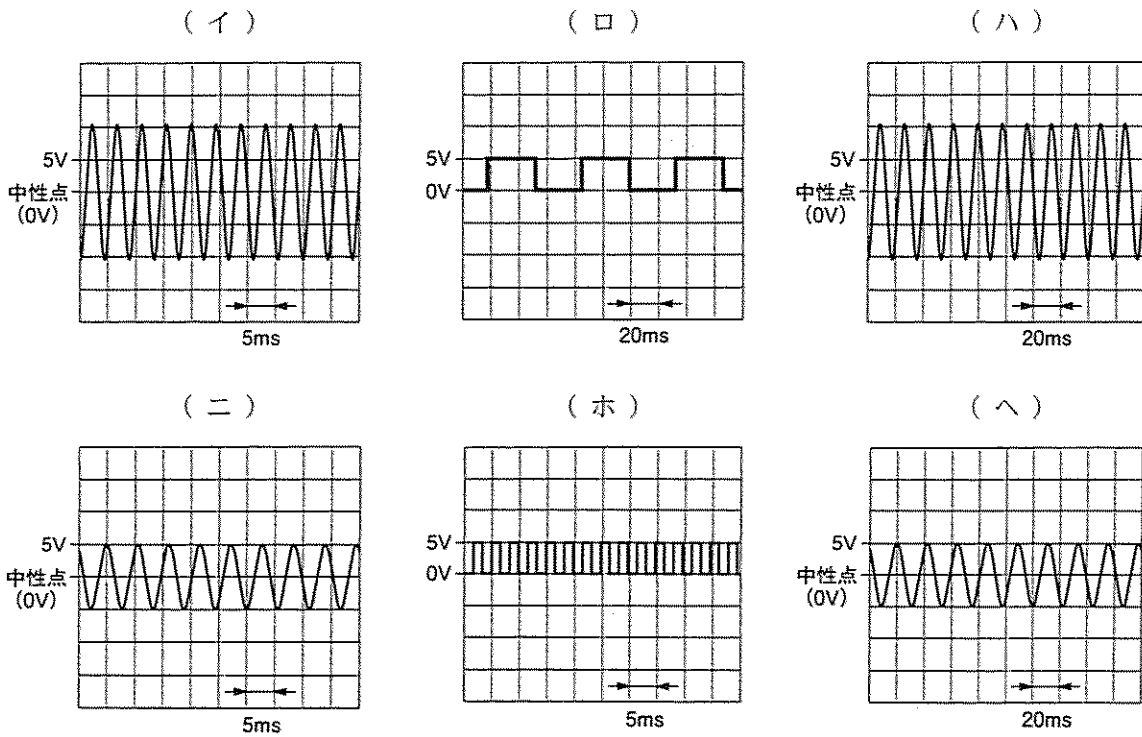 (イ)
(ロ)
(ハ)
5V
中性点
(0V)
5ms
5V
0V
20ms
5V
中性点
(0V)
20ms
(ニ)
(ホ)
(ヘ)
5V
中性点
(0V)
5ms
5V
0V
5ms
5V
中性点
(0V)
20ms